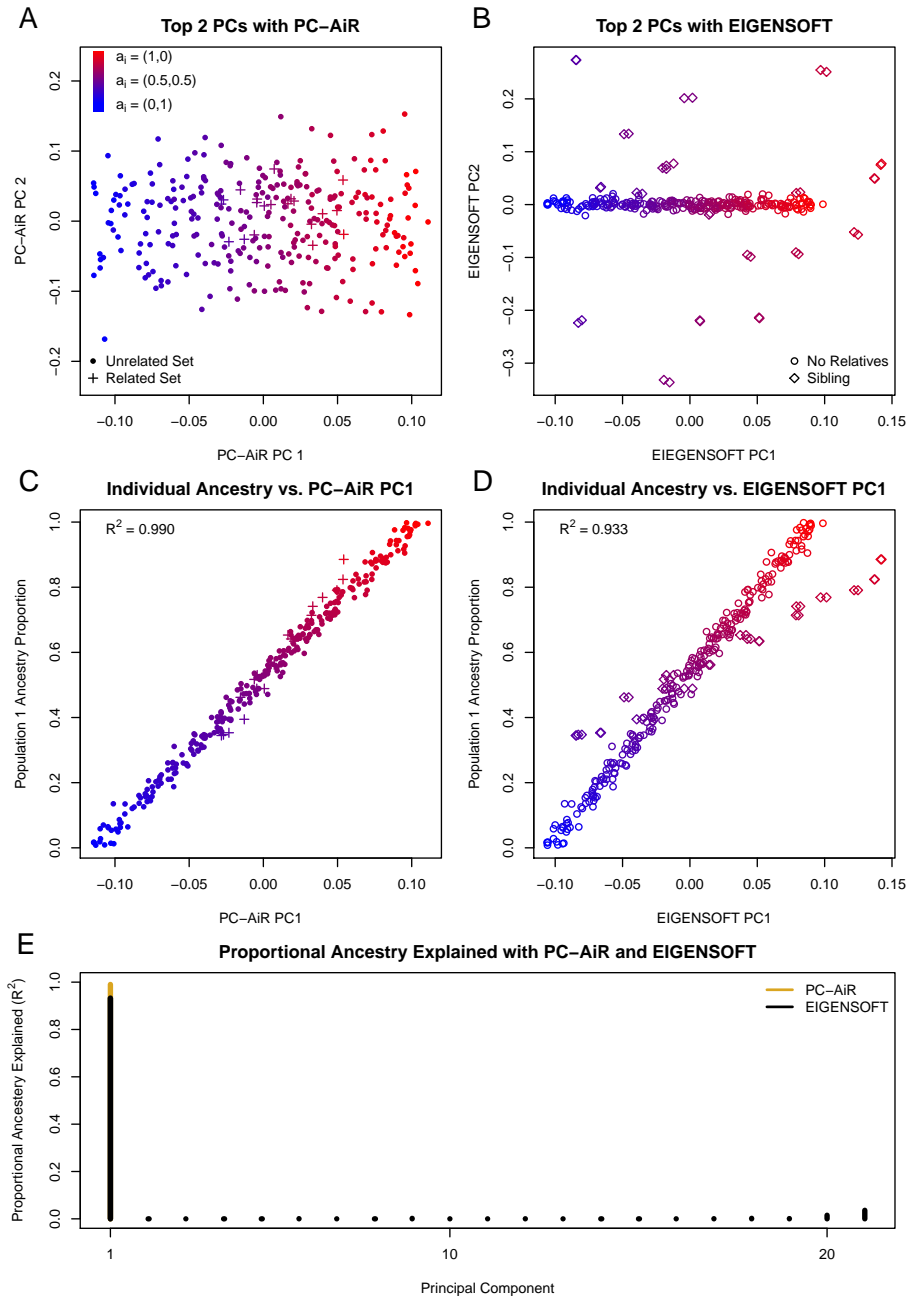 A
Top 2 PCs with PC−AiR
a_i = (1,0)
a_i = (0.5,0.5)
a_i = (0,1)
PC−AiR PC 2
0.2
0.1
0.0
−0.1
−0.2
Unrelated Set
Related Set
−0.10 −0.05 0.00 0.05 0.10
PC−AiR PC 1
B
Top 2 PCs with EIGENSOFT
EIGENSOFT PC2
0.2
0.1
0.0
−0.1
−0.2
−0.3
No Relatives
Sibling
−0.10 −0.05 0.00 0.05 0.10 0.15
EIEGENSOFT PC1
C
Individual Ancestry vs. PC−AiR PC1
R² = 0.990
Population 1 Ancestry Proportion
1.0
0.8
0.6
0.4
0.2
0.0
−0.10 −0.05 0.00 0.05 0.10
PC−AiR PC1
D
Individual Ancestry vs. EIGENSOFT PC1
R² = 0.933
Population 1 Ancestry Proportion
1.0
0.8
0.6
0.4
0.2
0.0
−0.10 −0.05 0.00 0.05 0.10 0.15
EIGENSOFT PC1
E
Proportional Ancestry Explained with PC−AiR and EIGENSOFT
Proportional Ancestery Explained (R²)
1.0
0.8
0.6
0.4
0.2
0.0
PC−AiR
EIGENSOFT
1 10 20
Principal Component